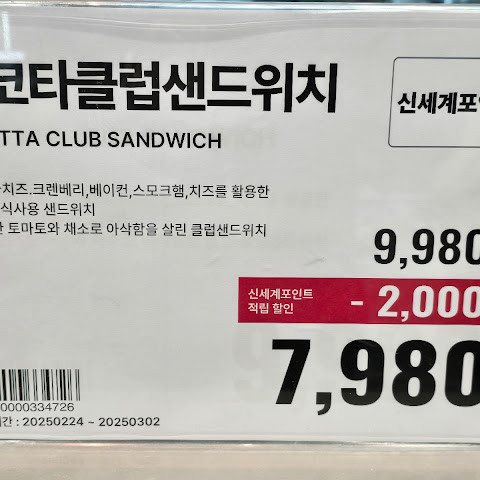 코타클럽샌드위치
신세계포인
TTA CLUB SANDWICH
치즈.크렌베리,베이컨,스모크햄,치즈를 활용한
식사용 샌드위치
토마토와 채소로 아삭함을 살린 클럽샌드위치
9,980
신세계포인트
적립 할인
- 2,000
7,980
0000334726
기간 : 20250224 ~ 20250302